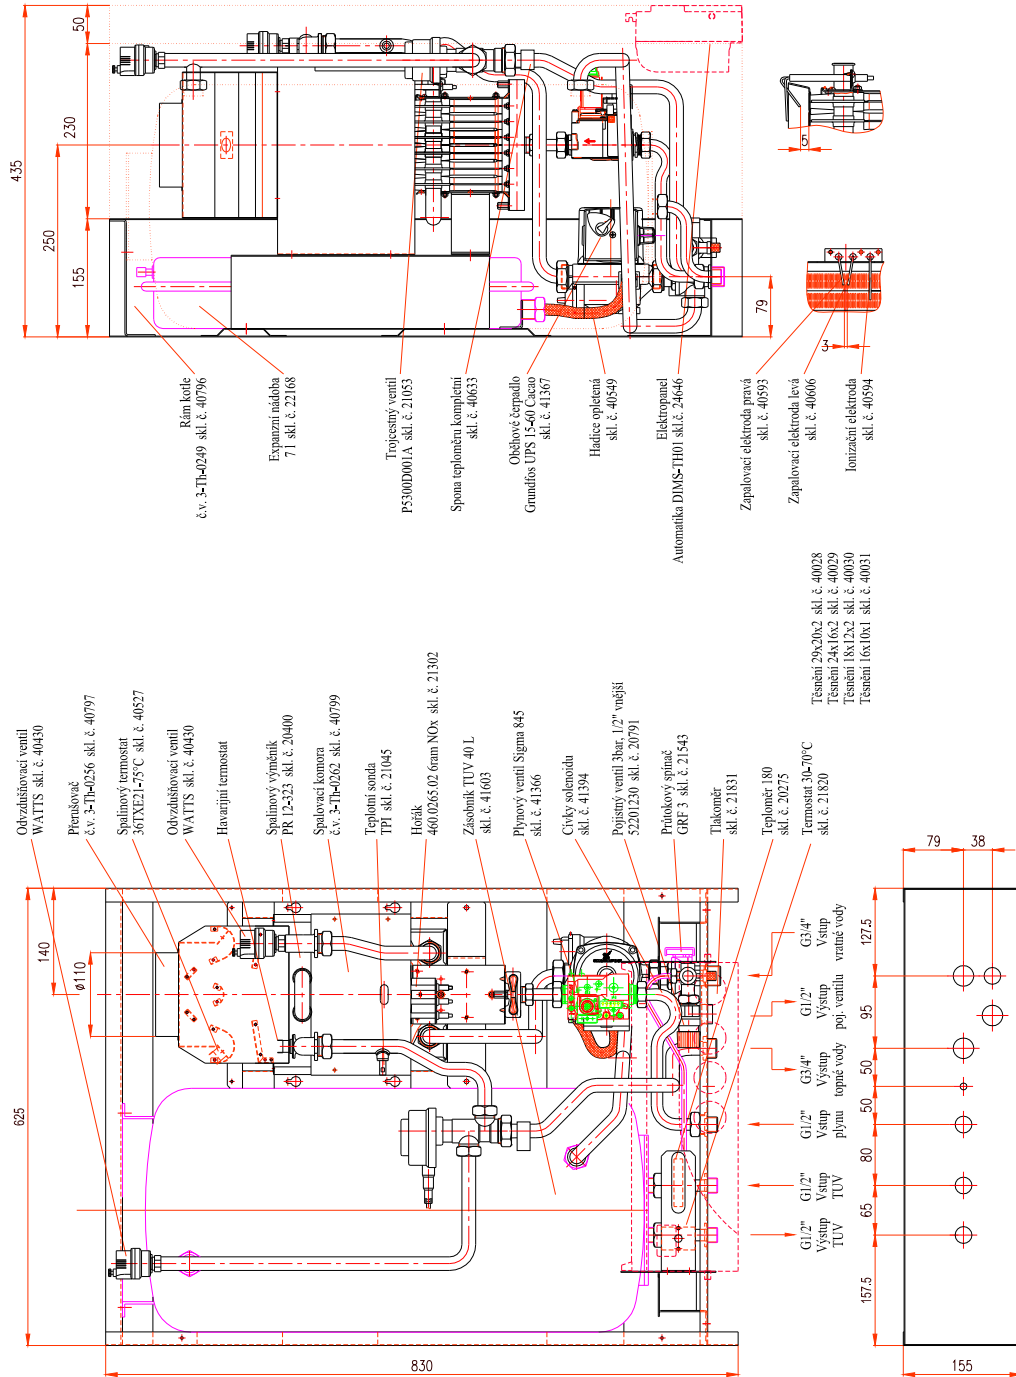 435
50
230
250
155
79
5
3
Rám kotle
č.v. 3-Th-0249 skl. č. 40796
Expanzní nádoba
7 l skl. č. 22168
Trojcestný ventil
P5300D001A skl. č. 21053
Spona teploměru kompletní
skl. č. 40633
Oběhové čerpadlo
Grundfos UPS 15-60 Cacao
skl. č. 41367
Hadice opletená
skl. č. 40549
Elektropanel
Automatika DIMS-TH01 skl.č. 24646
Zapalovací elektroda pravá
skl. č. 40593
Zapalovací elektroda levá
skl. č. 40606
Ionizační elektroda
skl. č. 40594
Těsnění 29x20x2 skl. č. 40028
Těsnění 24x16x2 skl. č. 40029
Těsnění 18x12x2 skl. č. 40030
Těsnění 16x10x1 skl. č. 40031
Odvzdušňovací ventil
WATTS skl. č. 40430
Přerušovač
č.v. 3-Th-0256 skl. č. 40797
Spalinový termostat
36TXE21-75°C skl. č. 40527
Odvzdušňovací ventil
WATTS skl. č. 40430
Havarijní termostat
Spalinový výměník
PR 12-323 skl. č. 20400
Spalovací komora
č.v. 3-Th-0262 skl. č. 40799
Teplotní sonda
TP1 skl. č. 21045
Hořák
460.0265.02 6ram NOx skl. č. 21302
Zásobník TUV 40 L
skl. č. 41603
Plynový ventil Sigma 845
skl. č. 41366
Cívky solenoidu
skl. č. 41394
Pojistný ventil 3bar, 1/2" vnější
52201230 skl. č. 20791
Průtokový spínač
GRF 3 skl. č. 21543
Tlakoměr
skl. č. 21831
Teploměr 180
skl. č. 20275
Termostat 30-70°C
skl. č. 21820
625
140
ø110
830
G3/4"
Vstup
vratné vody
G1/2"
Výstup
poj. ventilu
G3/4"
Výstup
topné vody
G1/2"
Vstup
plynu
G1/2"
Vstup
TUV
G1/2"
Výstup
TUV
79
38
127.5
95
50
50
80
65
157.5
155